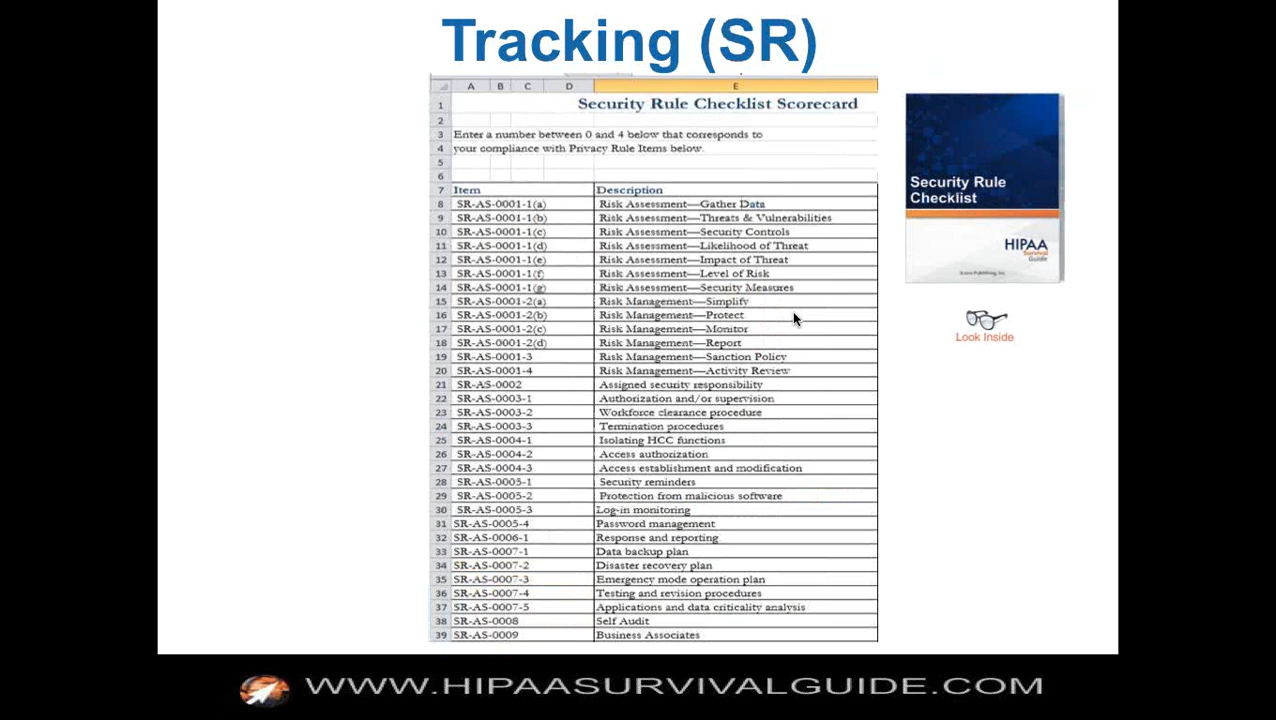 Tracking (SR)
A B C D E
1 Security Rule Checklist Scorecard
2
3 Enter a number between 0 and 4 below that corresponds to
4 your compliance with Privacy Rule Items below.
5
6
7 Item Description
8 SR-AS-0001-1(a) Risk Assessment—Gather Data
9 SR-AS-0001-1(b) Risk Assessment—Threats & Vulnerabilities
10 SR-AS-0001-1(c) Risk Assessment—Security Controls
11 SR-AS-0001-1(d) Risk Assessment—Likelihood of Threat
12 SR-AS-0001-1(e) Risk Assessment—Impact of Threat
13 SR-AS-0001-1(f) Risk Assessment—Level of Risk
14 SR-AS-0001-1(g) Risk Assessment—Security Measures
15 SR-AS-0001-2(a) Risk Management—Simplify
16 SR-AS-0001-2(b) Risk Management—Protect
17 SR-AS-0001-2(c) Risk Management—Monitor
18 SR-AS-0001-2(d) Risk Management—Report
19 SR-AS-0001-3 Risk Management—Sanction Policy
20 SR-AS-0001-4 Risk Management—Activity Review
21 SR-AS-0002 Assigned security responsibility
22 SR-AS-0003-1 Authorization and/or supervision
23 SR-AS-0003-2 Workforce clearance procedure
24 SR-AS-0003-3 Termination procedures
25 SR-AS-0004-1 Isolating HCC functions
26 SR-AS-0004-2 Access authorization
27 SR-AS-0004-3 Access establishment and modification
28 SR-AS-0005-1 Security reminders
29 SR-AS-0005-2 Protection from malicious software
30 SR-AS-0005-3 Log-in monitoring
31 SR-AS-0005-4 Password management
32 SR-AS-0006-1 Response and reporting
33 SR-AS-0007-1 Data backup plan
34 SR-AS-0007-2 Disaster recovery plan
35 SR-AS-0007-3 Emergency mode operation plan
36 SR-AS-0007-4 Testing and revision procedures
37 SR-AS-0007-5 Applications and data criticality analysis
38 SR-AS-0008 Self Audit
39 SR-AS-0009 Business Associates
Security Rule
Checklist
HIPAA
Survival
Guide
Publishing, Inc
Look Inside
WWW.HIPAASURVIVALGUIDE.COM